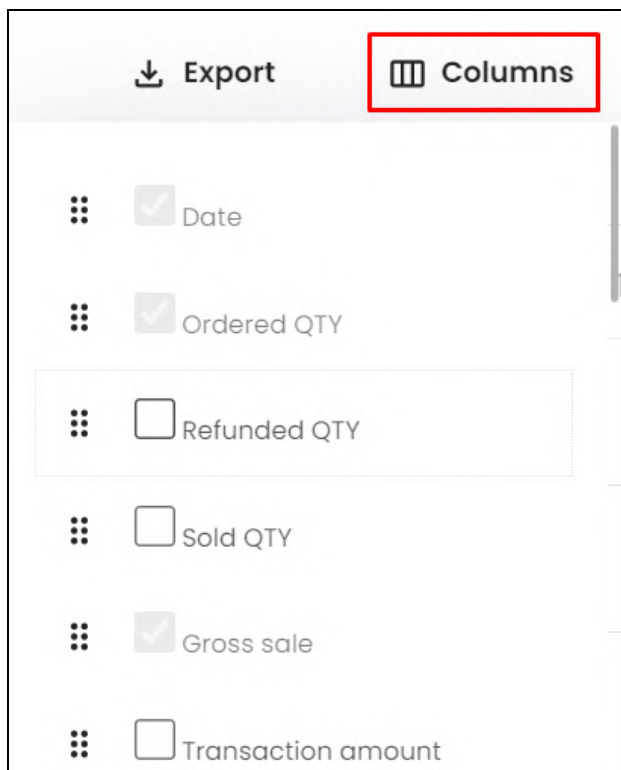 Export Columns
Date
Ordered QTY
Refunded QTY
Sold QTY
Gross sale
Transaction amount